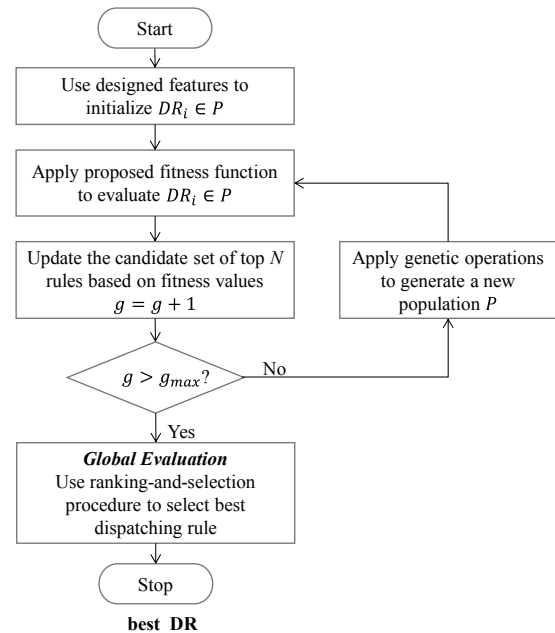 Start
Use designed features to
initialize DR_i ∈ P
Apply proposed fitness function
to evaluate DR_i ∈ P
Update the candidate set of top N
rules based on fitness values
g = g + 1
Apply genetic operations
to generate a new
population P
g > g_max?
No
Yes
Global Evaluation
Use ranking-and-selection
procedure to select best
dispatching rule
Stop
best DR